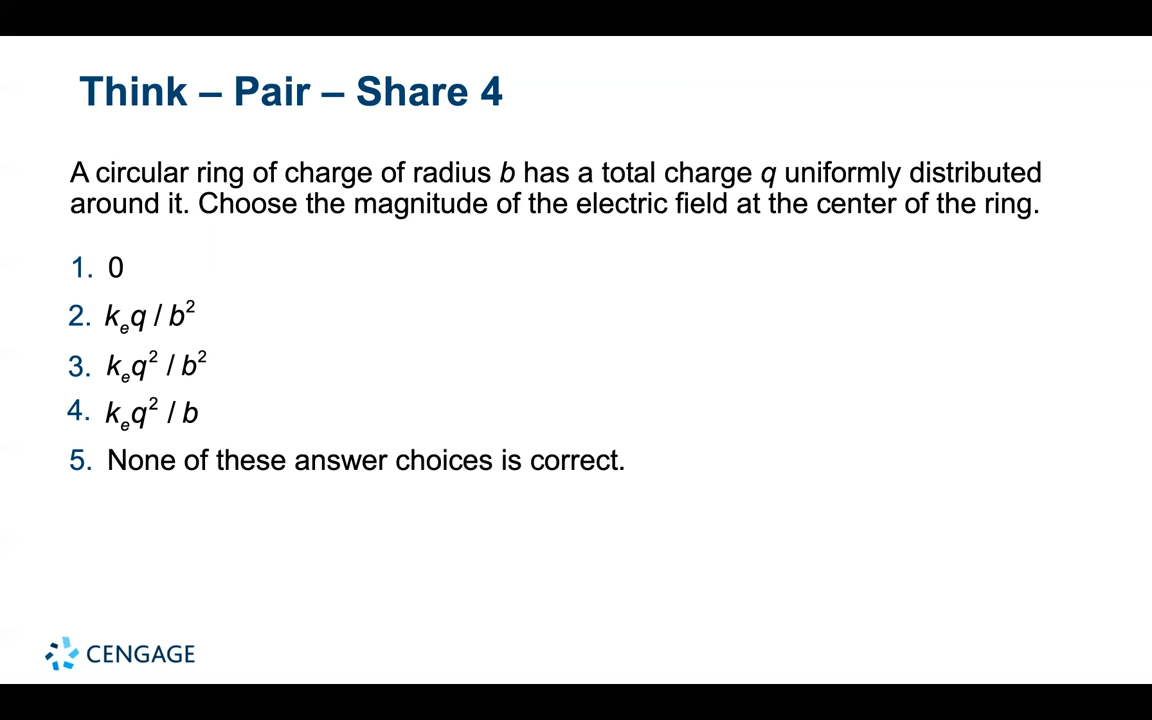 Think – Pair – Share 4
A circular ring of charge of radius b has a total charge q uniformly distributed
around it. Choose the magnitude of the electric field at the center of the ring.
1. 0
2. kₑq / b²
3. kₑq² / b²
4. kₑq² / b
5. None of these answer choices is correct.
CENGAGE